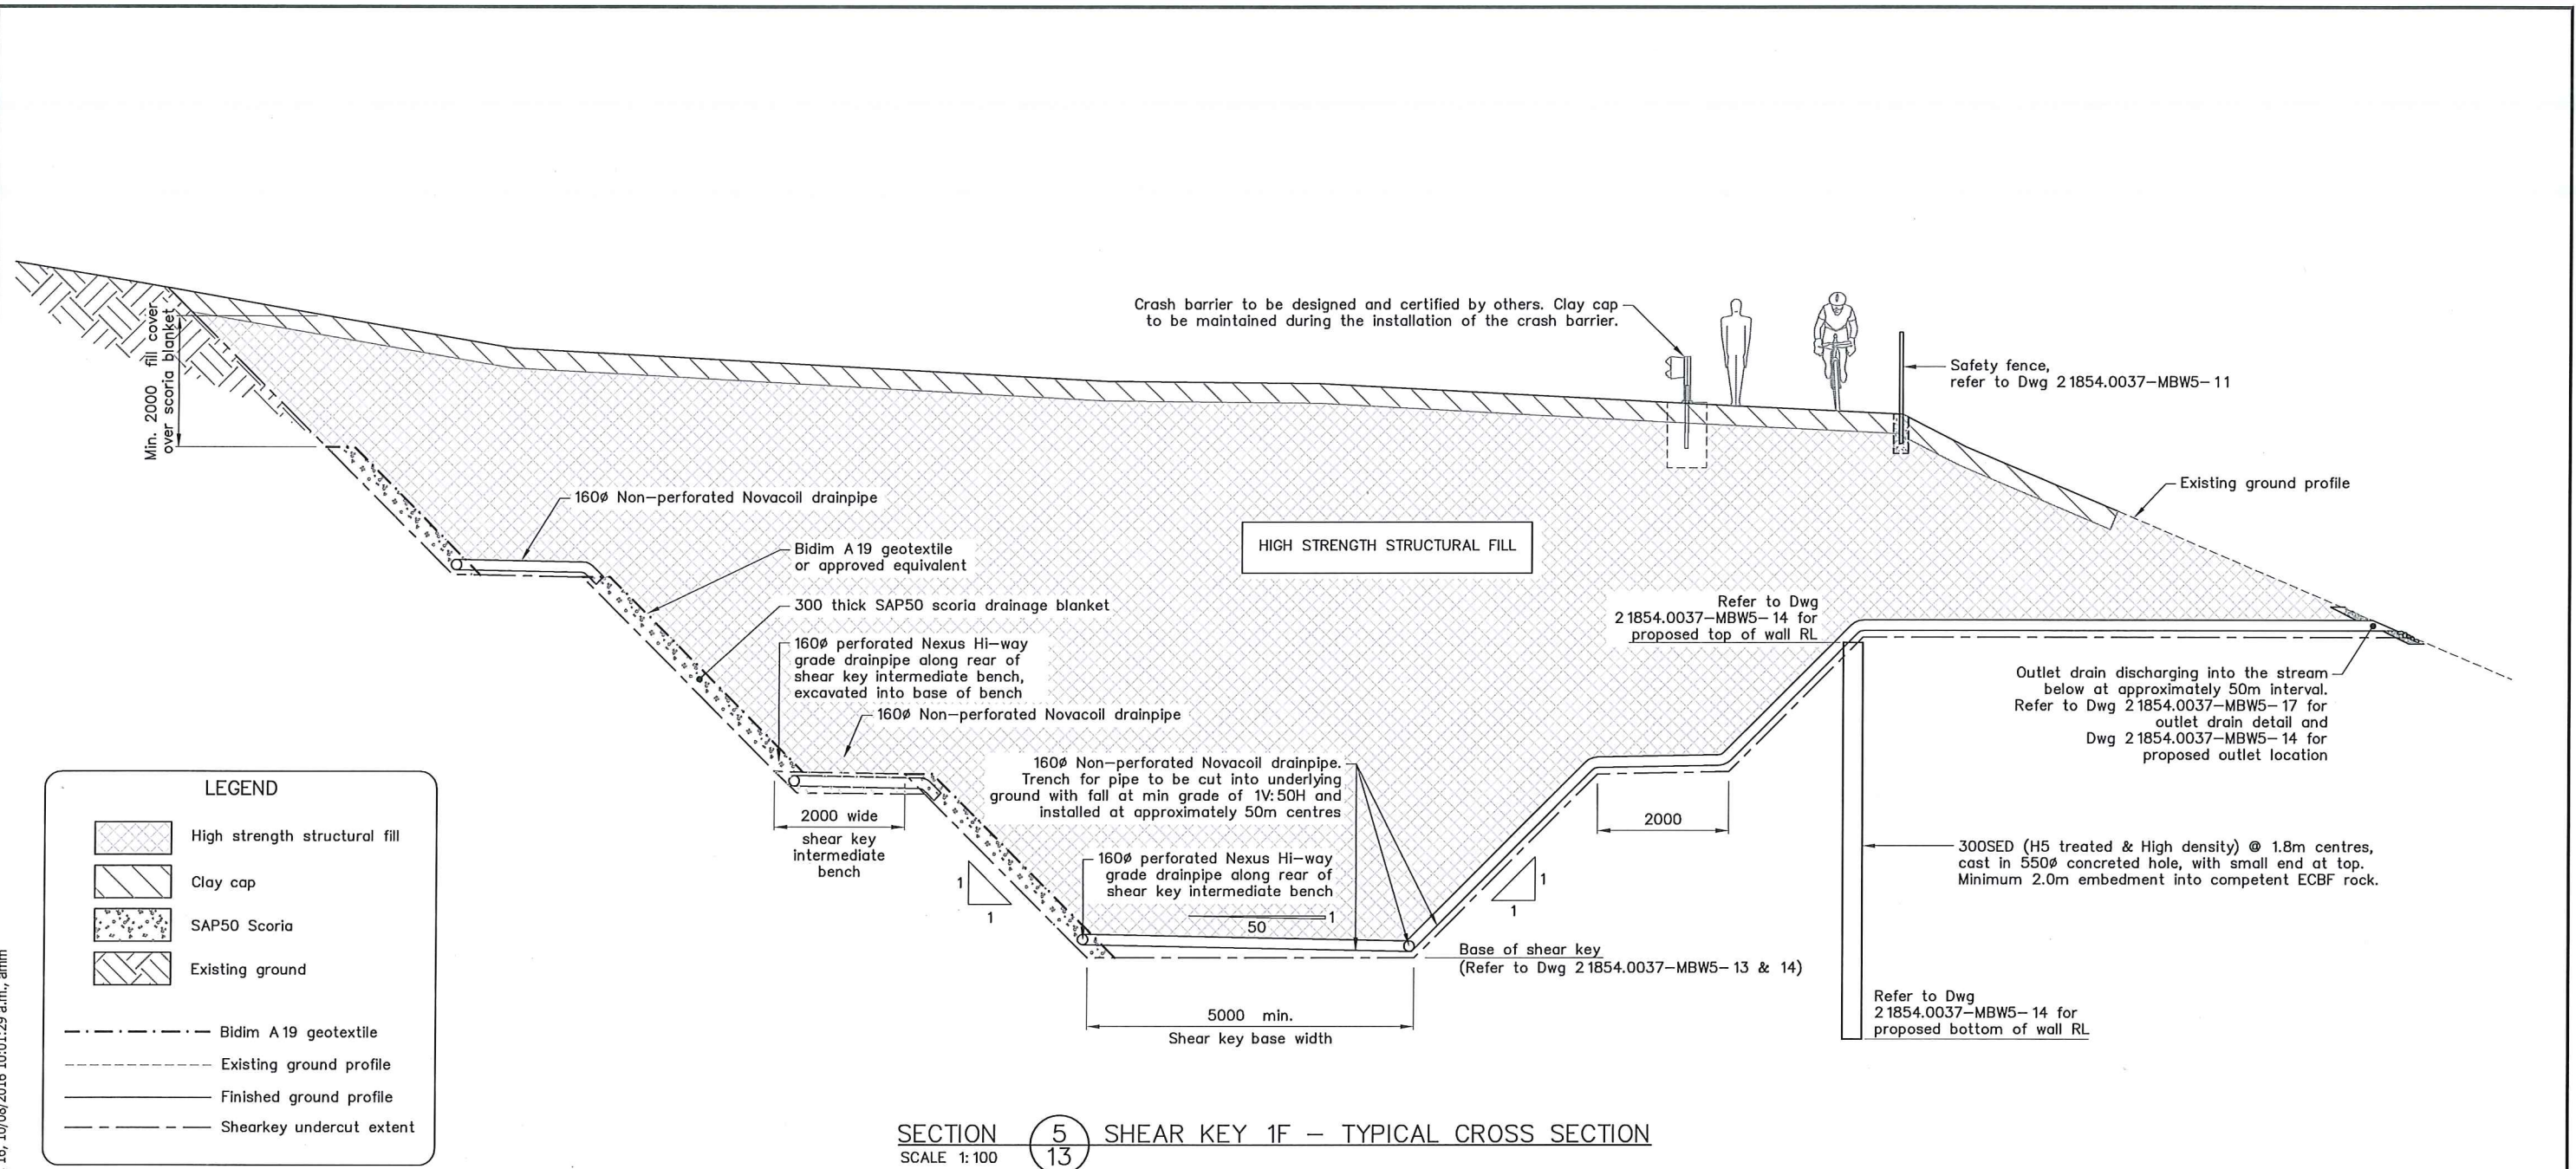 Crash barrier to be designed and certified by others. Clay cap
to be maintained during the installation of the crash barrier.
Min. 2000 fill cover
over scoria blanket
Safety fence,
refer to Dwg 21854.0037-MBW5-11
Existing ground profile
160ø Non-perforated Novacoil drainpipe
HIGH STRENGTH STRUCTURAL FILL
Bidim A19 geotextile
or approved equivalent
300 thick SAP50 scoria drainage blanket
160ø perforated Nexus Hi-way
grade drainpipe along rear of
shear key intermediate bench,
excavated into base of bench
160ø Non-perforated Novacoil drainpipe
Refer to Dwg
21854.0037-MBW5-14 for
proposed top of wall RL
Outlet drain discharging into the stream
below at approximately 50m interval.
Refer to Dwg 21854.0037-MBW5-17 for
outlet drain detail and
Dwg 21854.0037-MBW5-14 for
proposed outlet location
160ø Non-perforated Novacoil drainpipe.
Trench for pipe to be cut into underlying
ground with fall at min grade of 1V:50H and
installed at approximately 50m centres
2000 wide
shear key
intermediate
bench
2000
300SED (H5 treated & High density) @ 1.8m centres,
cast in 550ø concreted hole, with small end at top.
Minimum 2.0m embedment into competent ECBF rock.
160ø perforated Nexus Hi-way
grade drainpipe along rear of
shear key intermediate bench
1
1
1
50
1
1
Base of shear key
(Refer to Dwg 21854.0037-MBW5-13 & 14)
5000 min.
Shear key base width
Refer to Dwg
21854.0037-MBW5-14 for
proposed bottom of wall RL
LEGEND
High strength structural fill
Clay cap
SAP50 Scoria
Existing ground
Bidim A19 geotextile
Existing ground profile
Finished ground profile
Shearkey undercut extent
SECTION 5 SHEAR KEY 1F - TYPICAL CROSS SECTION
SCALE 1:100 13
10/08/2016 10:01:29 a.m.,